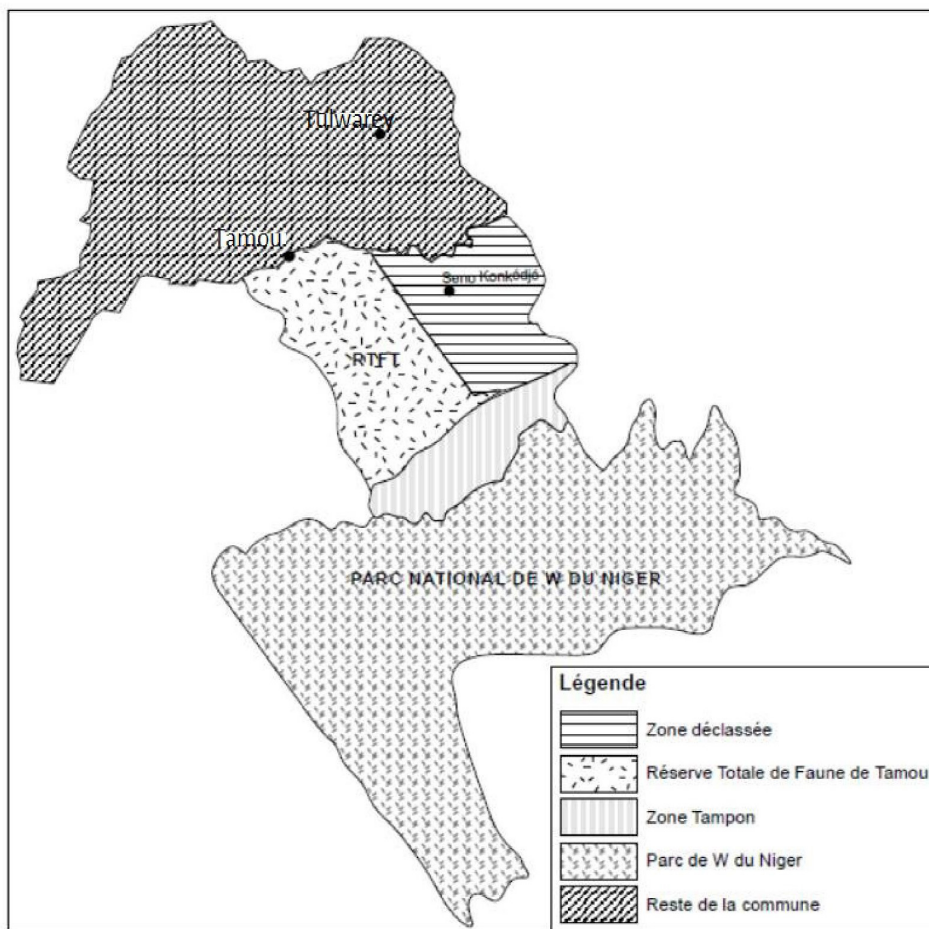 Tulwarey
Tamou
Seno Konkédjé
RTFT
PARC NATIONAL DE W DU NIGER
Légende
Zone déclassée
Réserve Totale de Faune de Tamou
Zone Tampon
Parc de W du Niger
Reste de la commune